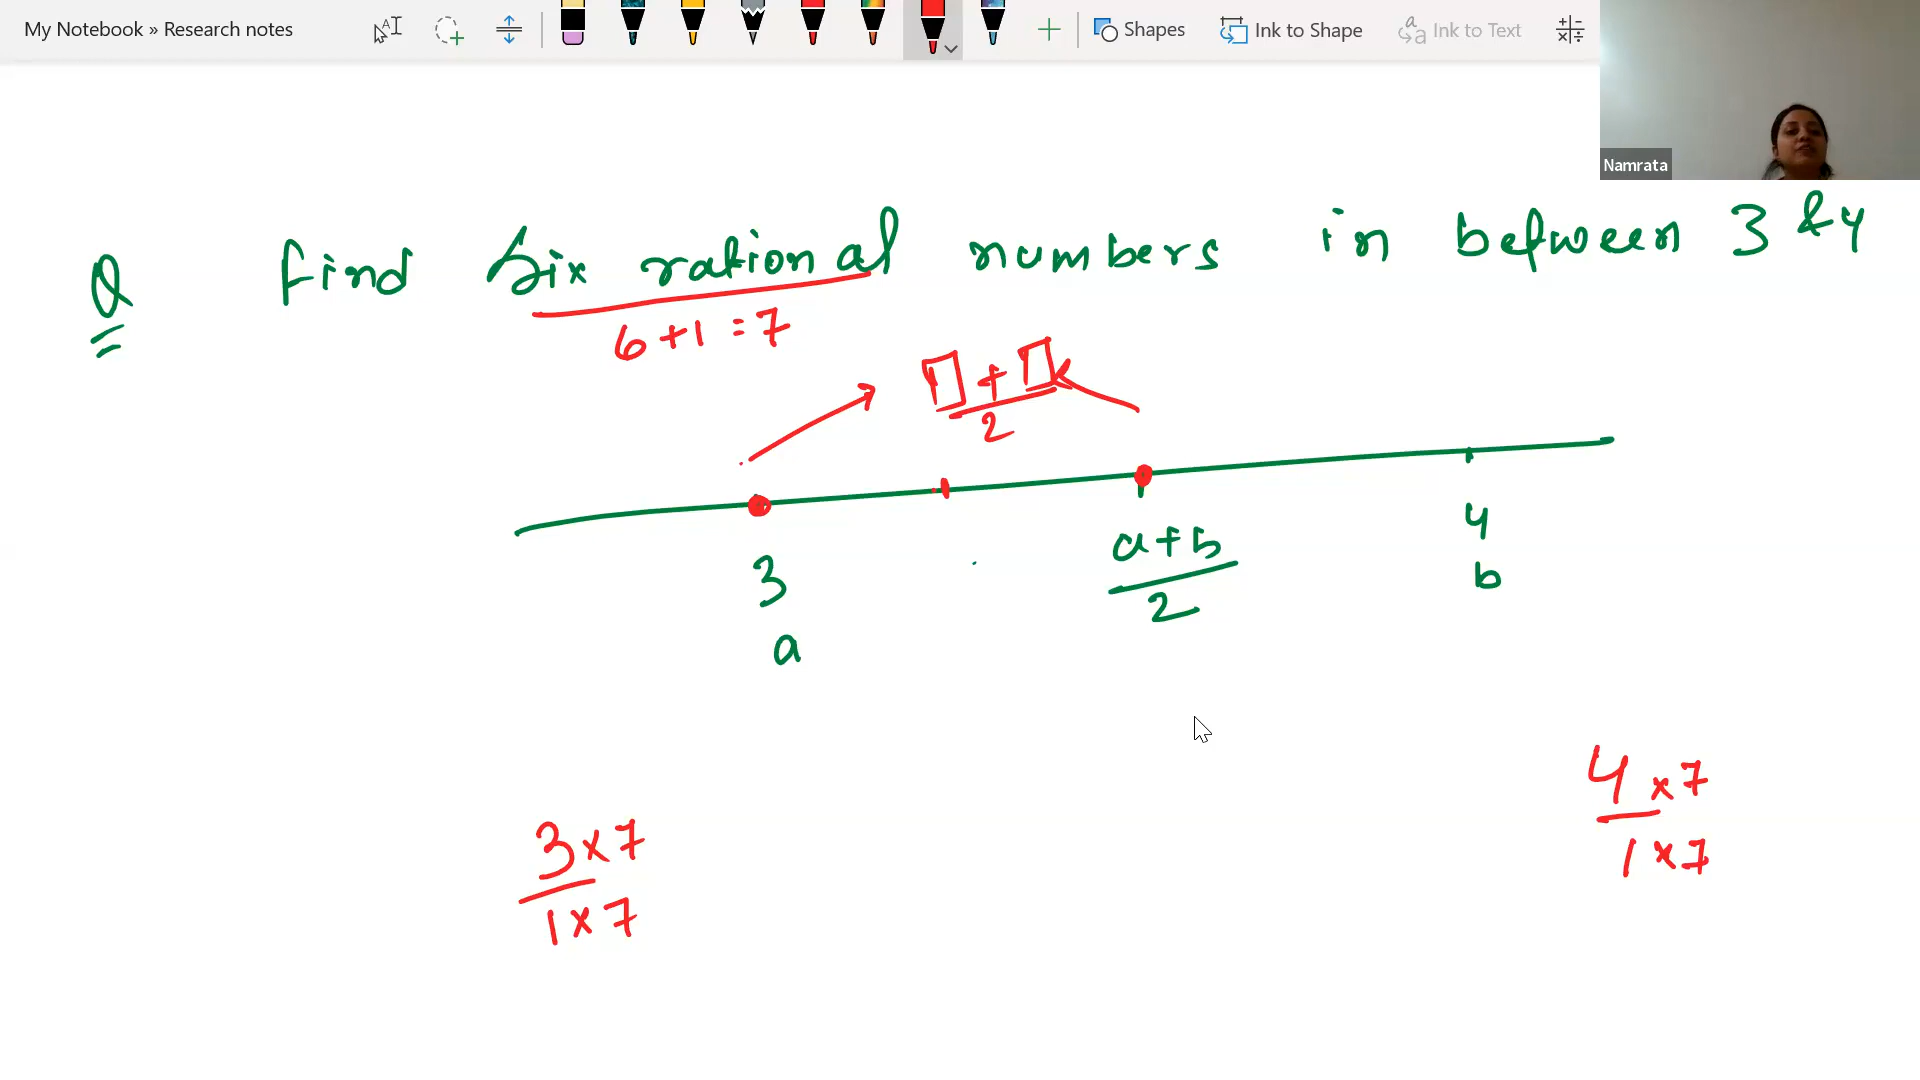 My Notebook » Research notes
Shapes
Ink to Shape
Ink to Text
Namrata
Q find six rational numbers in between 3 & 4
6+1=7
▯+▯
2
3
a
a+b
2
4
b
3×7
1×7
4×7
1×7